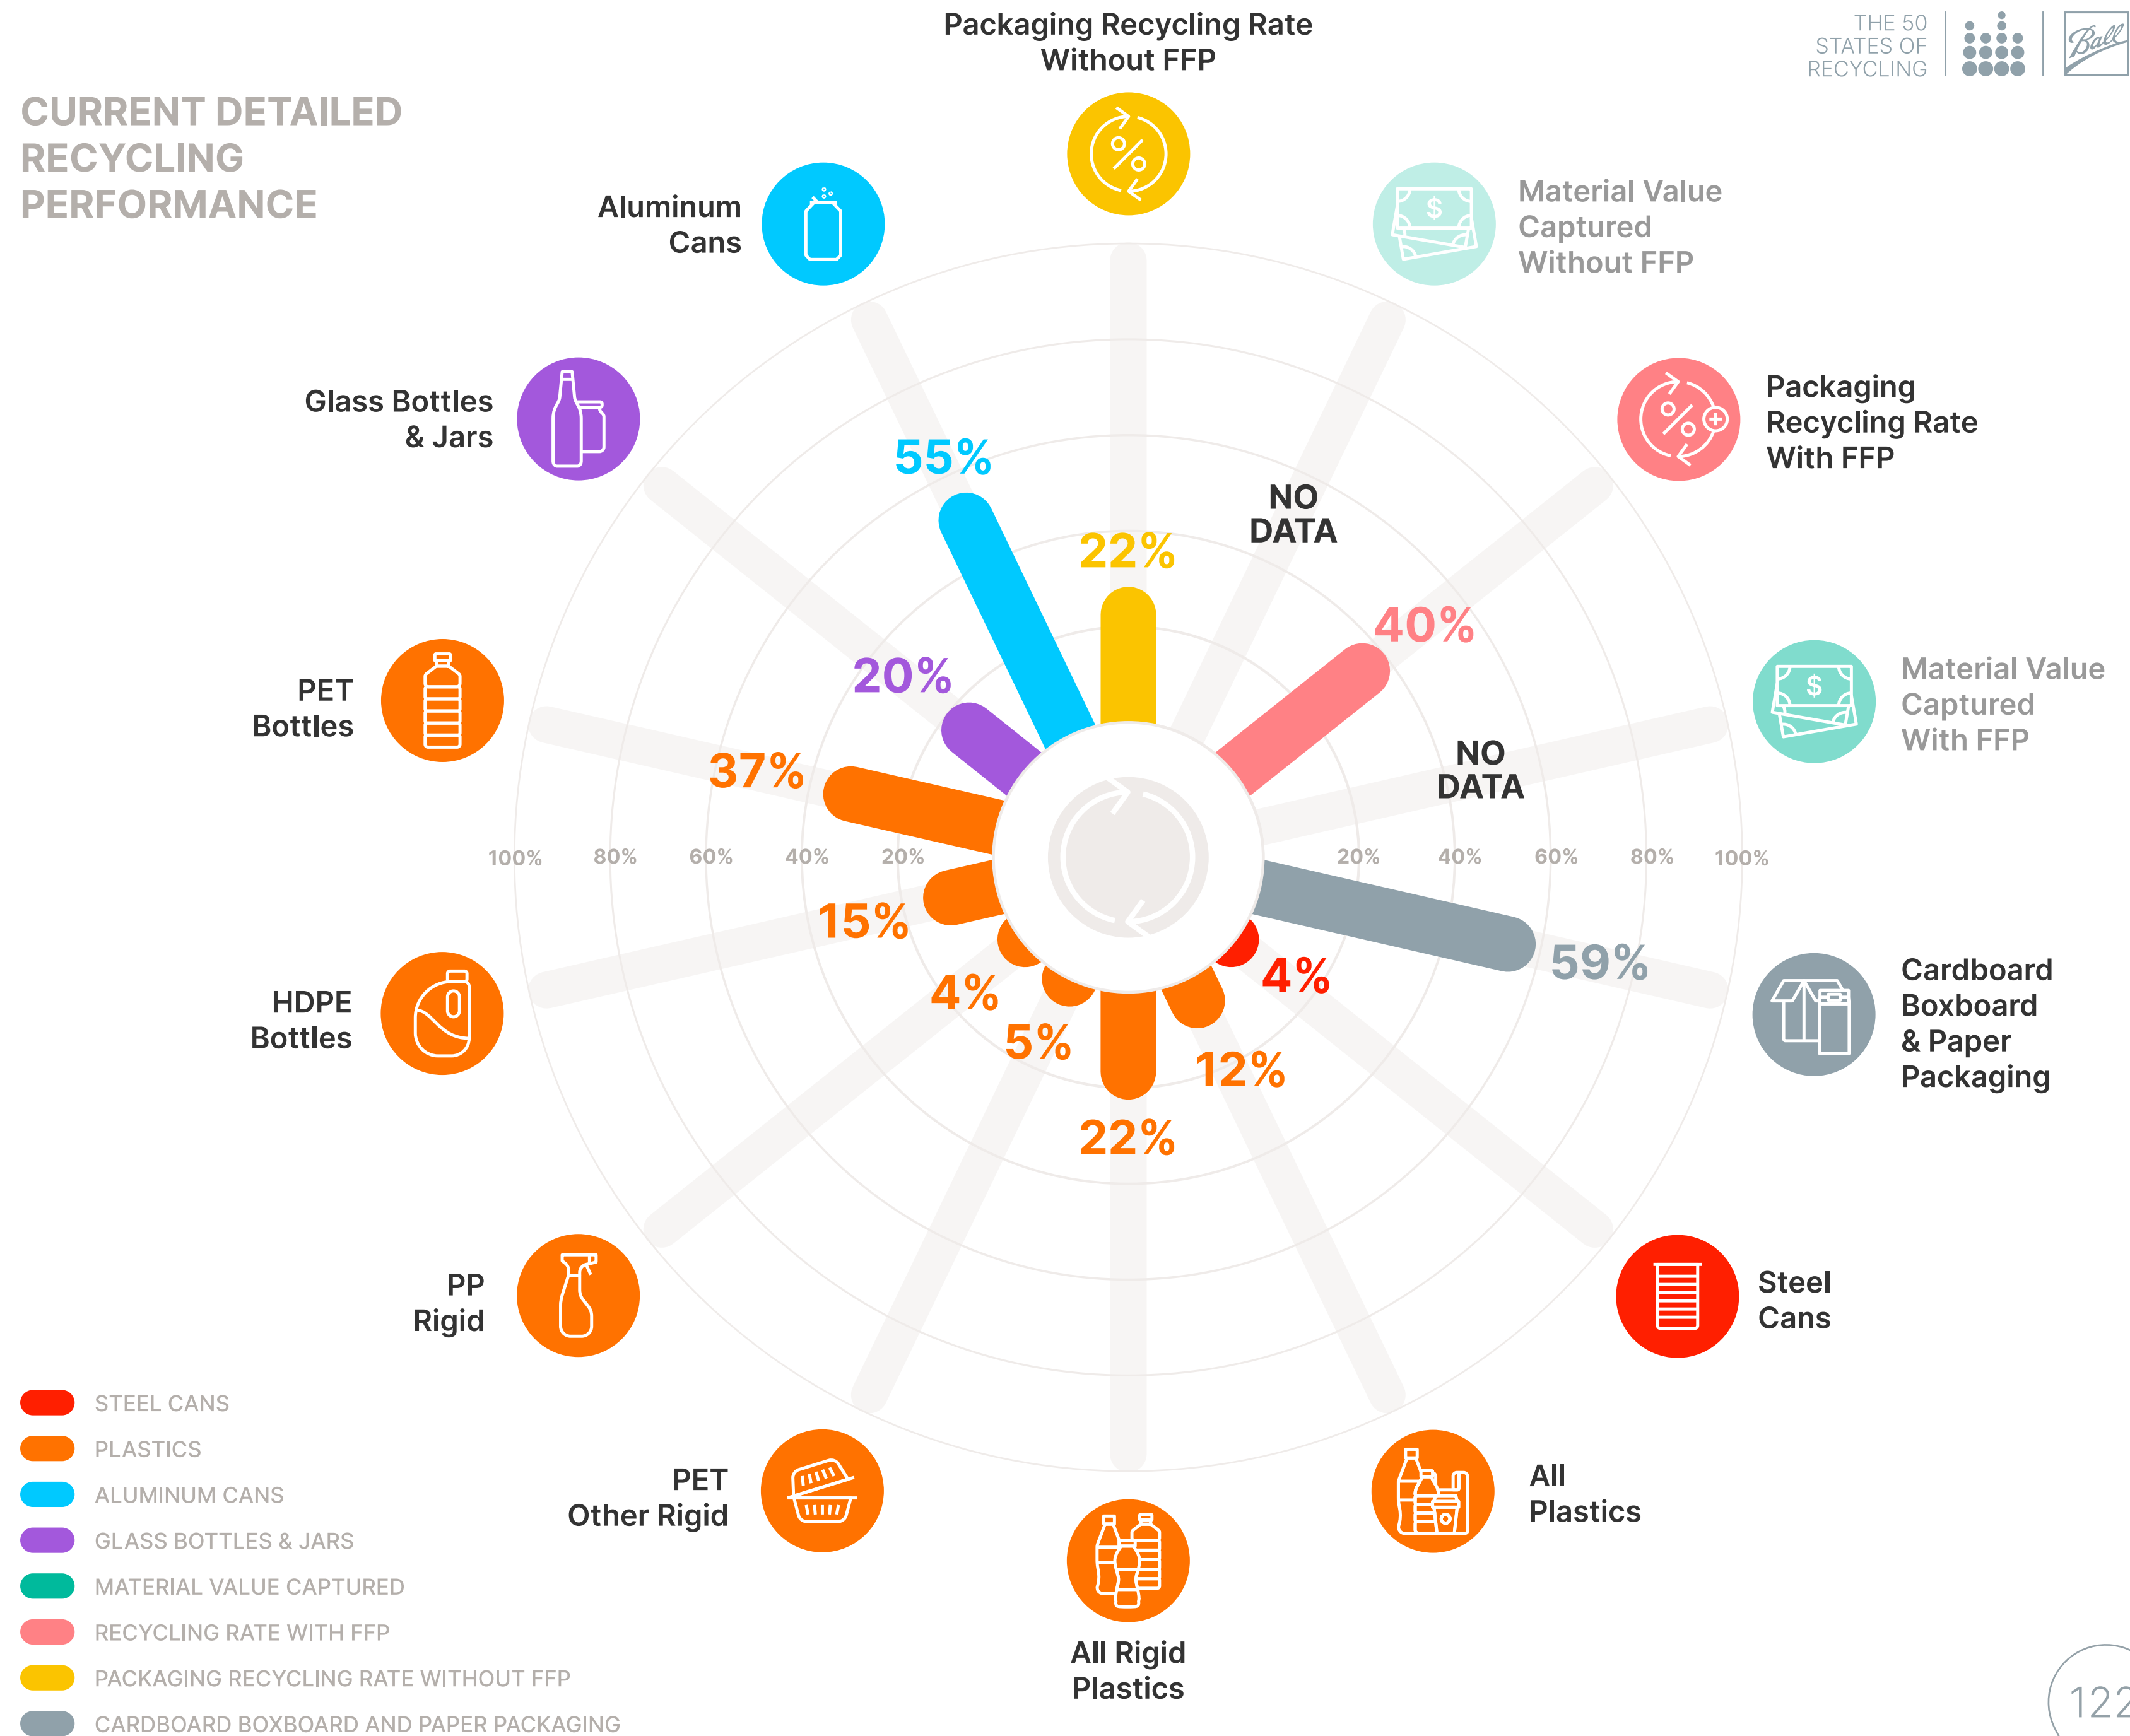 Packaging Recycling Rate
Without FFP
THE 50
STATES OF
RECYCLING
Ball
CURRENT DETAILED
RECYCLING
PERFORMANCE
Aluminum
Cans
Material Value
Captured
Without FFP
Glass Bottles
& Jars
Packaging
Recycling Rate
With FFP
55%
NO
DATA
22%
40%
20%
PET
Bottles
Material Value
Captured
With FFP
37%
NO
DATA
100% 80% 60% 40% 20% 20% 40% 60% 80% 100%
15%
4%
59%
4%
5%
12%
22%
HDPE
Bottles
Cardboard
Boxboard
& Paper
Packaging
PP
Rigid
Steel
Cans
PET
Other Rigid
All
Plastics
All Rigid
Plastics
STEEL CANS
PLASTICS
ALUMINUM CANS
GLASS BOTTLES & JARS
MATERIAL VALUE CAPTURED
RECYCLING RATE WITH FFP
PACKAGING RECYCLING RATE WITHOUT FFP
CARDBOARD BOXBOARD AND PAPER PACKAGING
122